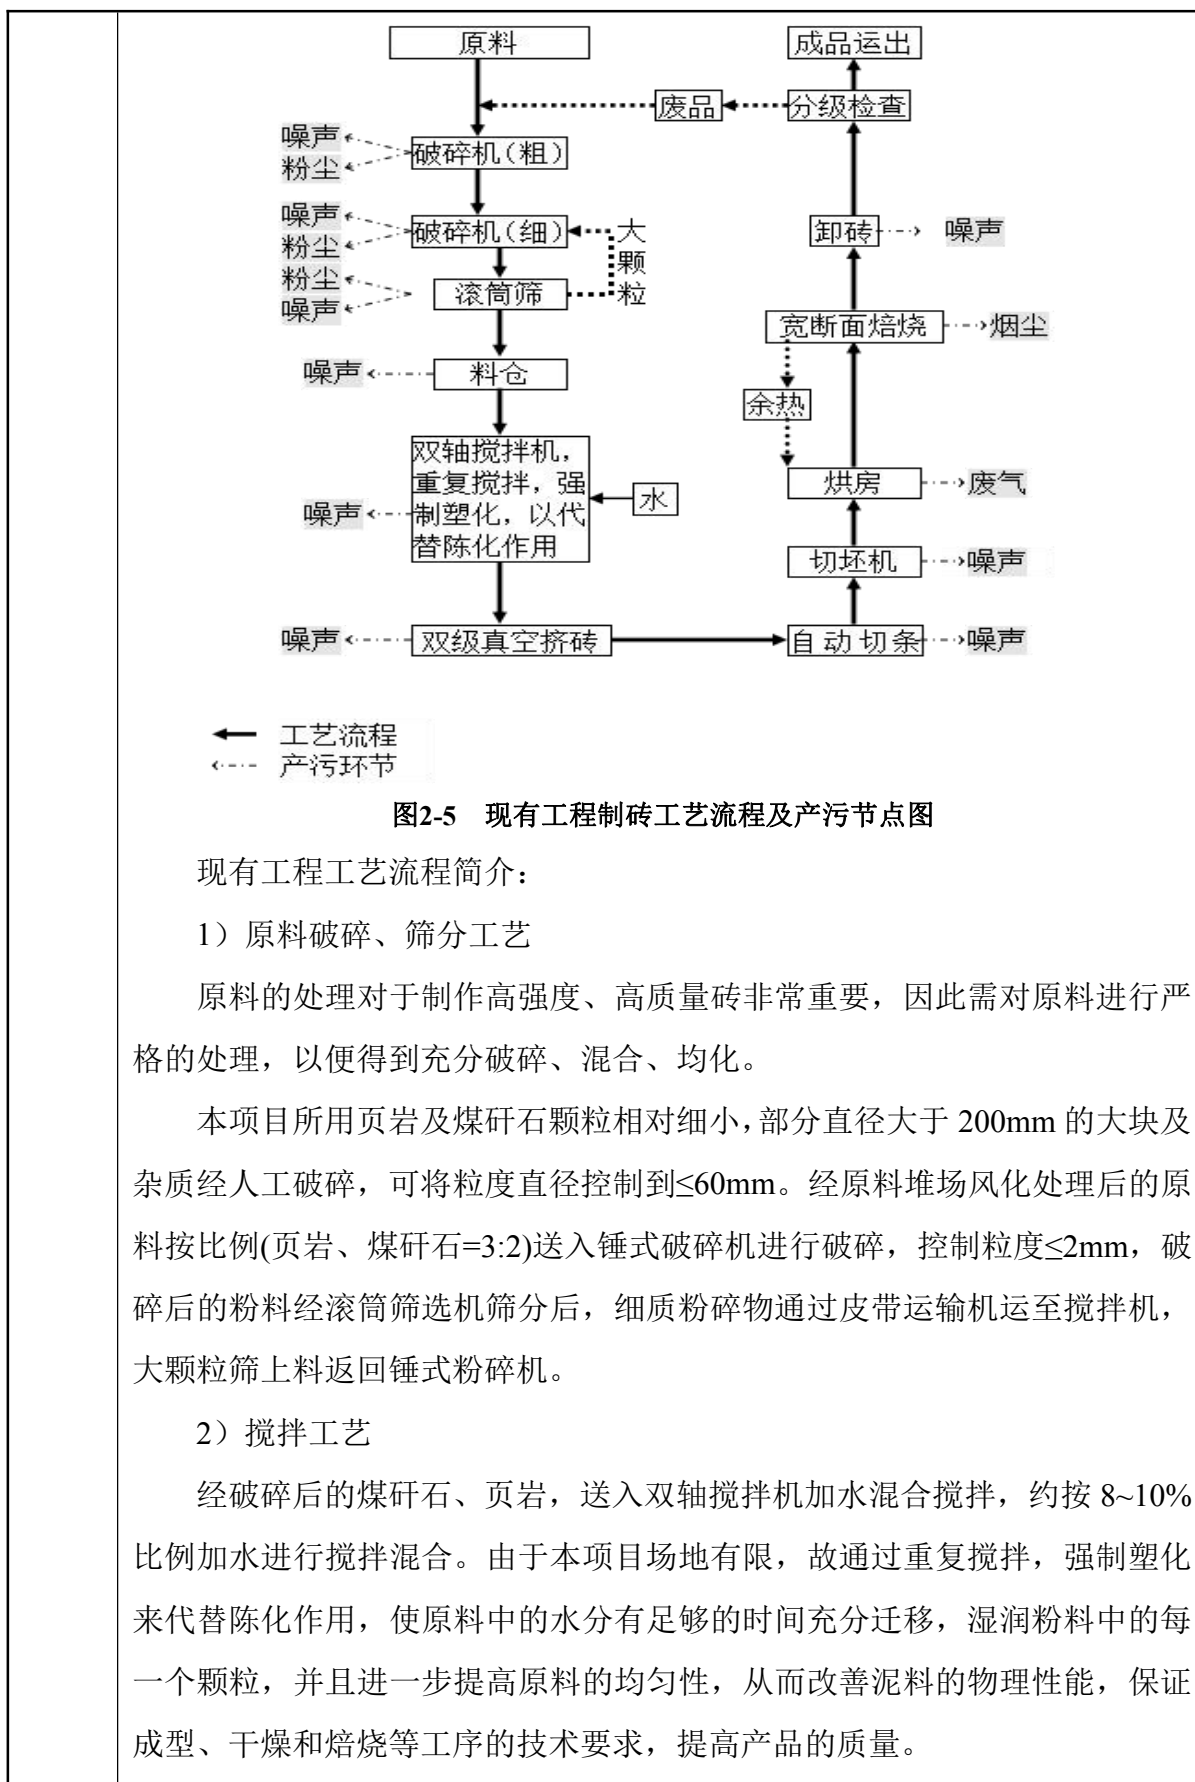 原料
成品运出
废品
分级检查
噪声
粉尘
破碎机（粗）
噪声
粉尘
破碎机（细）
大
颗
粒
卸砖
噪声
粉尘
噪声
滚筒筛
宽断面焙烧
烟尘
噪声
料仓
余热
双轴搅拌机，
重复搅拌，强
制塑化，以代
替陈化作用
水
噪声
烘房
废气
切坯机
噪声
噪声
双级真空挤砖
自动切条
噪声
工艺流程
产污环节
图2-5 现有工程制砖工艺流程及产污节点图
现有工程工艺流程简介：
1）原料破碎、筛分工艺
原料的处理对于制作高强度、高质量砖非常重要，因此需对原料进行严
格的处理，以便得到充分破碎、混合、均化。
本项目所用页岩及煤矸石颗粒相对细小，部分直径大于 200mm 的大块及
杂质经人工破碎，可将粒度直径控制到≤60mm。经原料堆场风化处理后的原
料按比例(页岩、煤矸石=3:2)送入锤式破碎机进行破碎，控制粒度≤2mm，破
碎后的粉料经滚筒筛选机筛分后，细质粉碎物通过皮带运输机运至搅拌机，
大颗粒筛上料返回锤式粉碎机。
2）搅拌工艺
经破碎后的煤矸石、页岩，送入双轴搅拌机加水混合搅拌，约按 8~10%
比例加水进行搅拌混合。由于本项目场地有限，故通过重复搅拌，强制塑化
来代替陈化作用，使原料中的水分有足够的时间充分迁移，湿润粉料中的每
一个颗粒，并且进一步提高原料的均匀性，从而改善泥料的物理性能，保证
成型、干燥和焙烧等工序的技术要求，提高产品的质量。